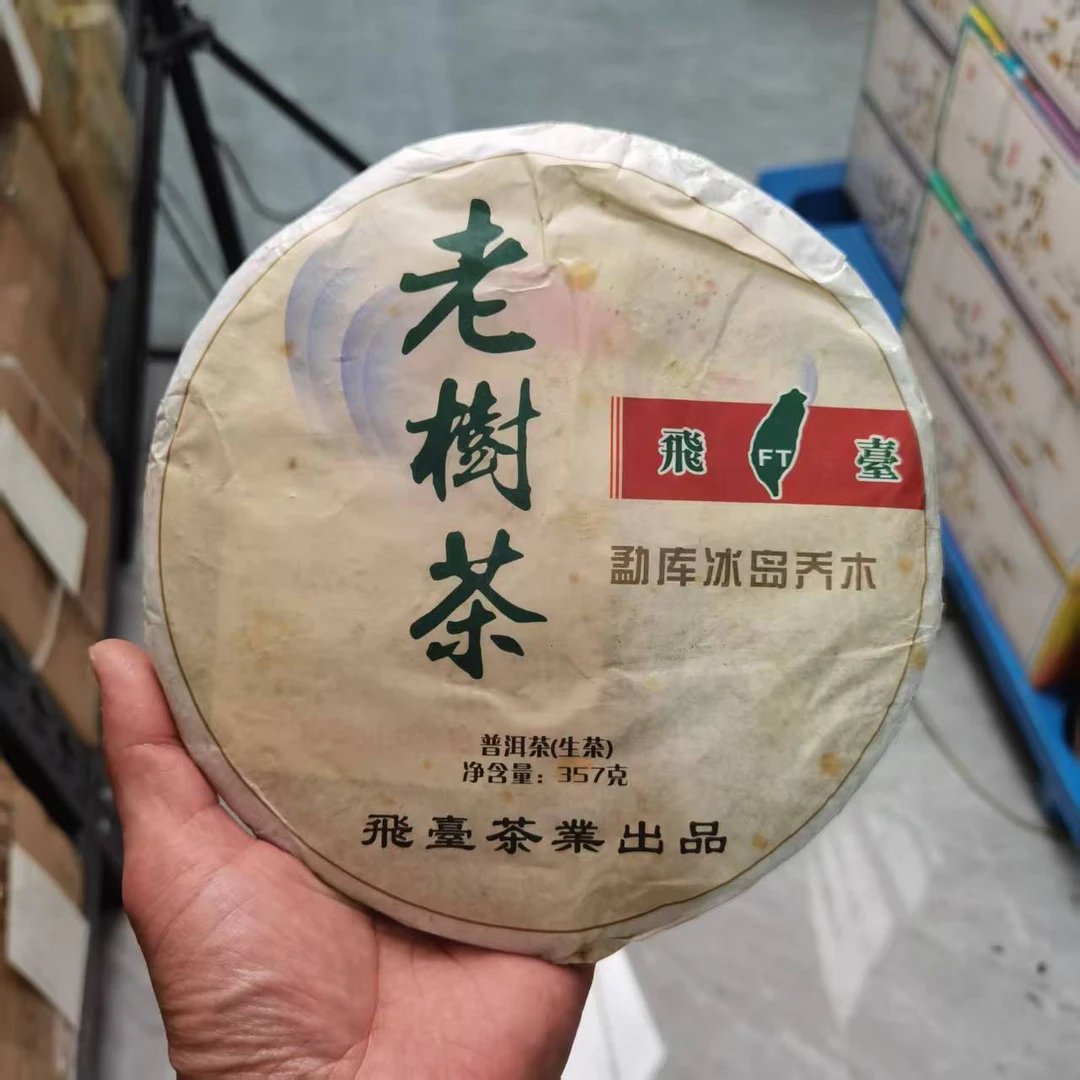 老樹茶
飛 FT 臺
勐库冰岛乔木
普洱茶(生茶)
净含量：357克
飛臺茶業出品